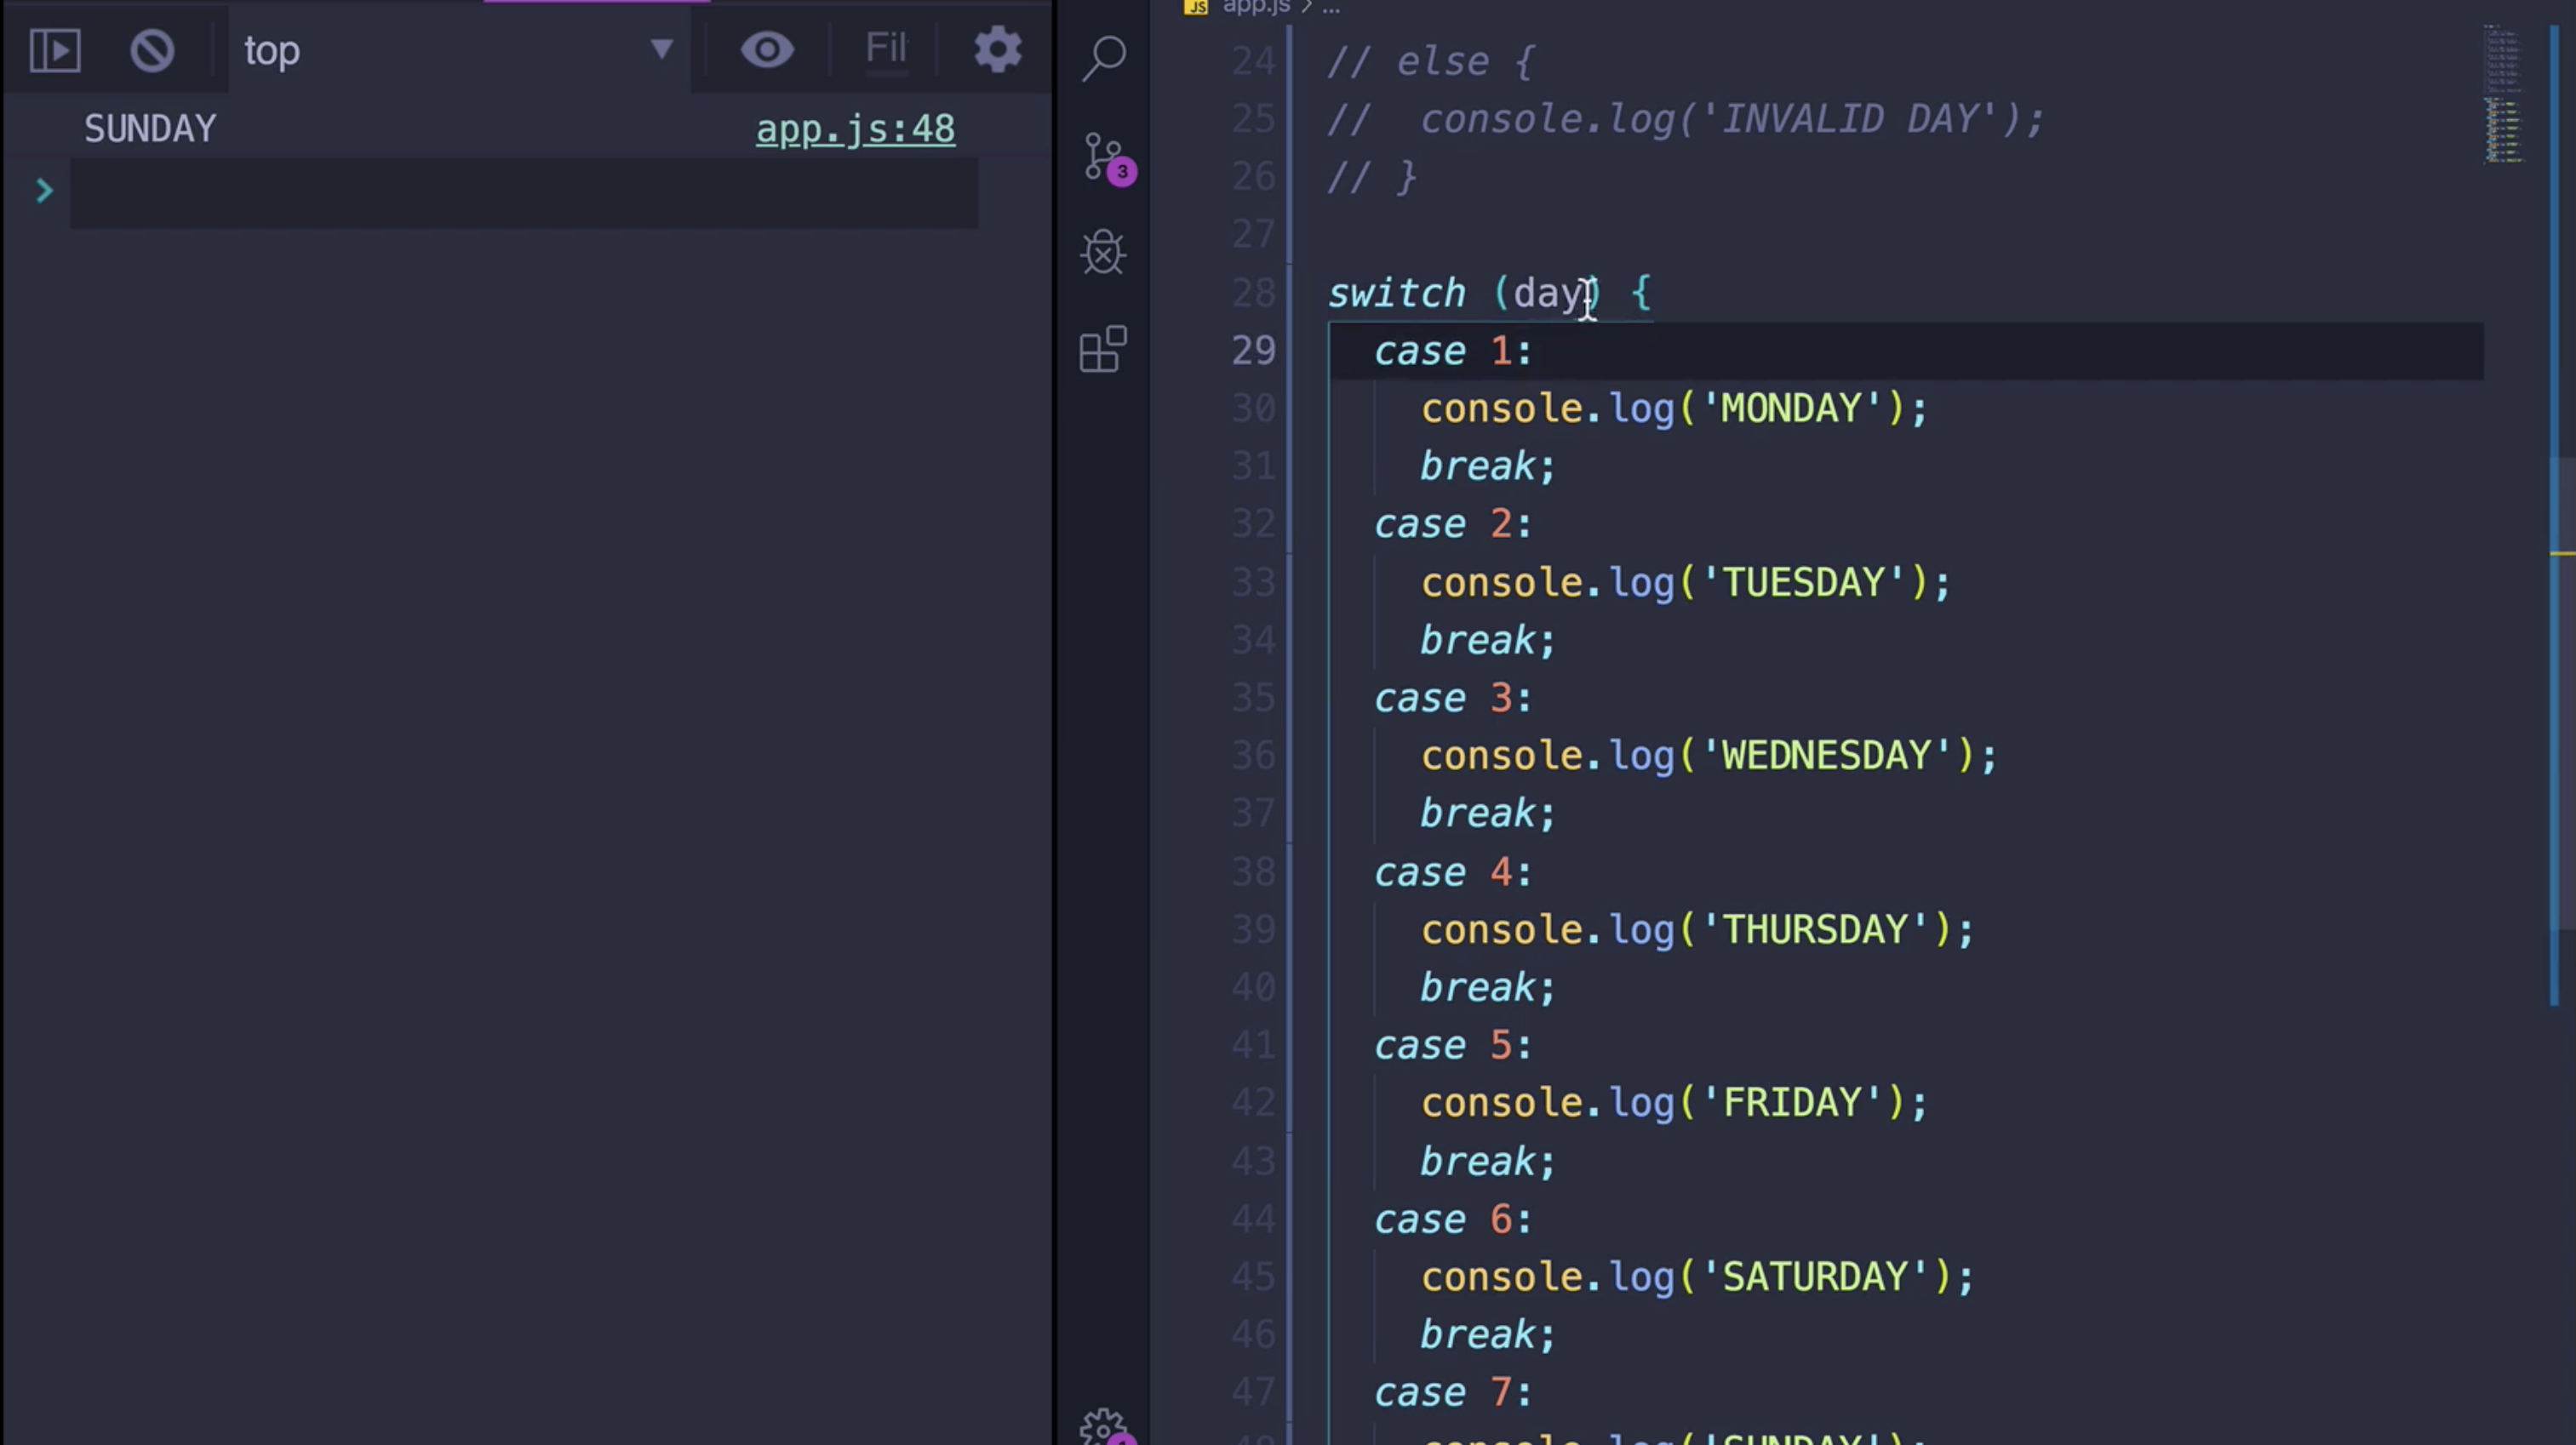 top
Fil
SUNDAY app.js:48
>
3
JS app.js > ...
24 // else {
25 //  console.log('INVALID DAY');
26 // }
27
28 switch (day) {
29   case 1:
30     console.log('MONDAY');
31     break;
32   case 2:
33     console.log('TUESDAY');
34     break;
35   case 3:
36     console.log('WEDNESDAY');
37     break;
38   case 4:
39     console.log('THURSDAY');
40     break;
41   case 5:
42     console.log('FRIDAY');
43     break;
44   case 6:
45     console.log('SATURDAY');
46     break;
47   case 7:
48     console.log('SUNDAY');